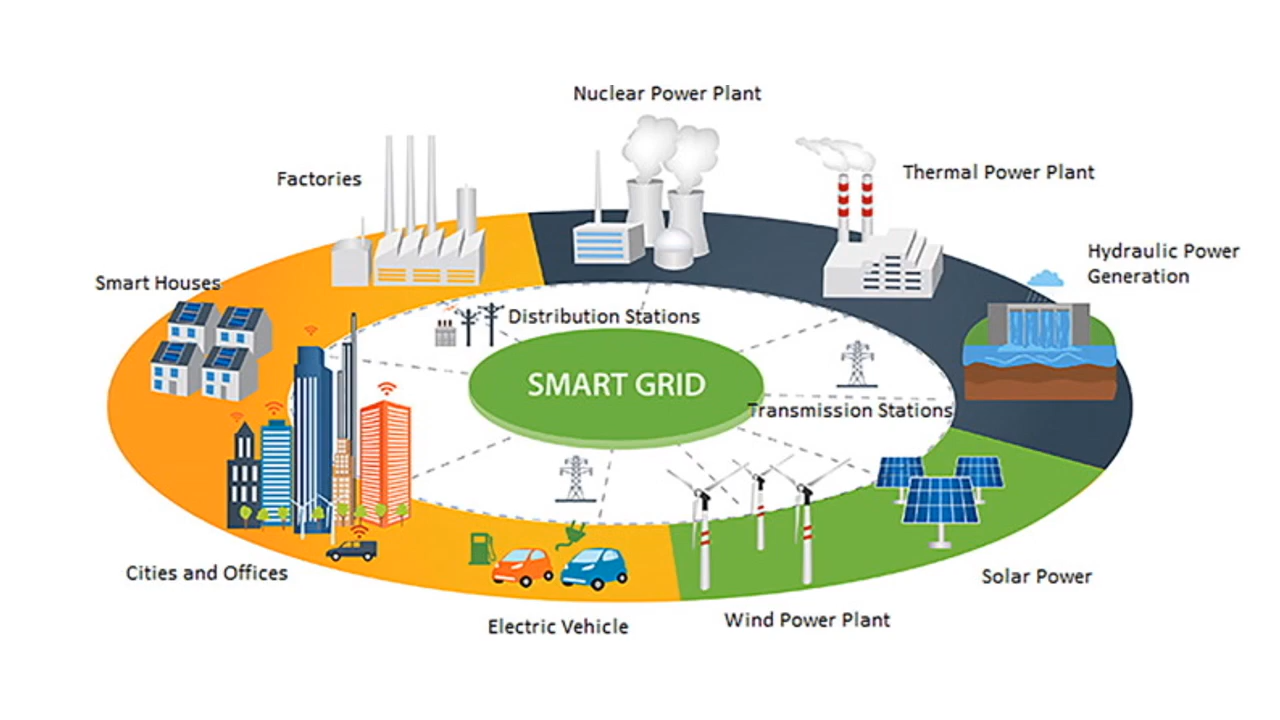 Nuclear Power Plant
Factories
Thermal Power Plant
Hydraulic Power
Generation
Smart Houses
Distribution Stations
SMART GRID
Transmission Stations
Cities and Offices
Solar Power
Electric Vehicle
Wind Power Plant